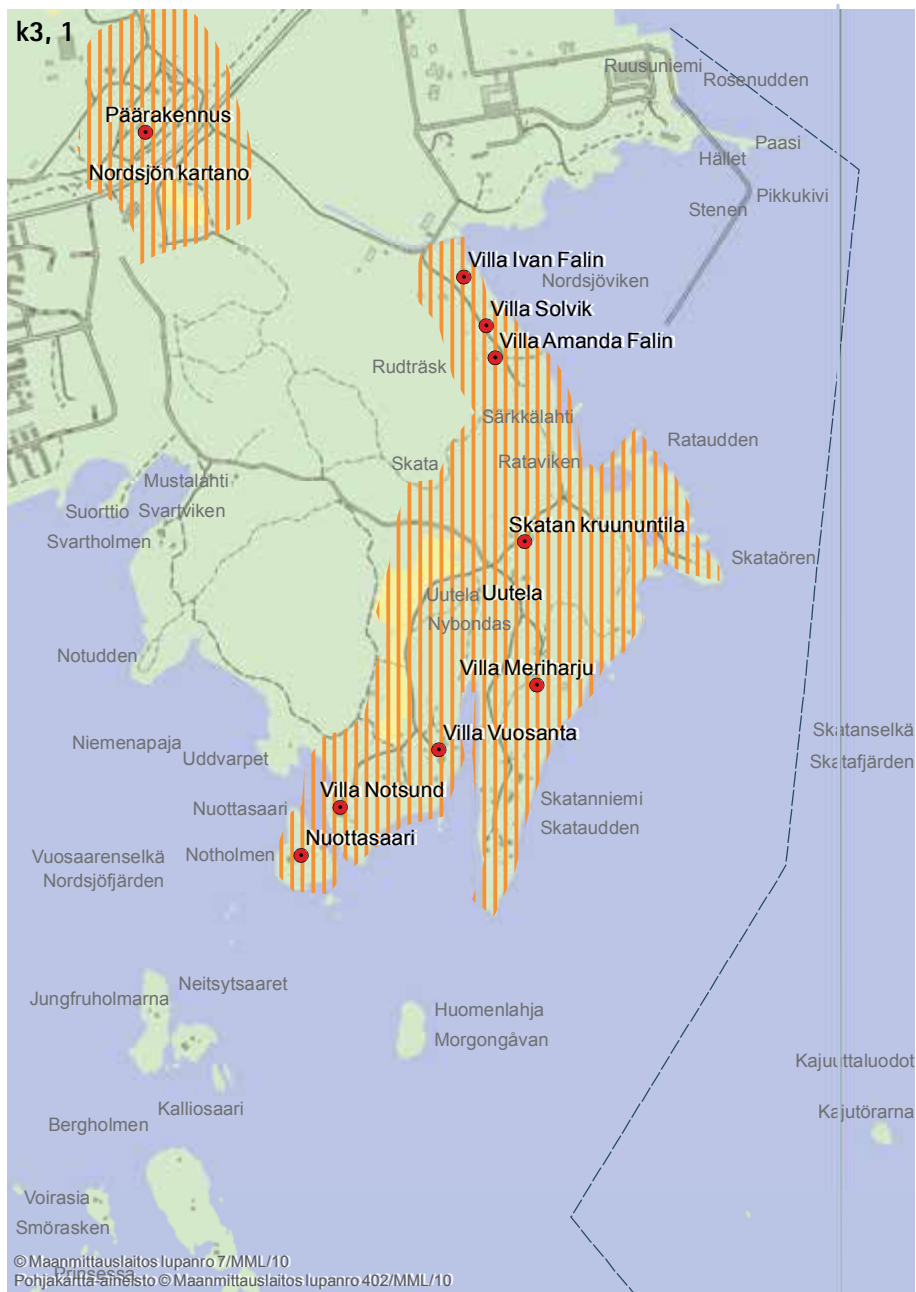 k3, 1
Ruusuniemi
Rosenudden
Päärakennus
Paasi
Hället
Nordsjön kartano
Pikkukivi
Stenen
Villa Ivan Falin
Nordsjöviken
Villa Solvik
Villa Amanda Falin
Rudträsk
Särkkälahti
Rataudden
Skata
Rataviken
Mustalahti
Suorttio
Svartviken
Skatan kruununtila
Svartholmen
Skataören
Uutela
Uutela
Nybondas
Notudden
Villa Meriharju
Villa Vuosanta
Skatanselkä
Niemenapaja
Uddvarpet
Skatafjärden
Villa Notsund
Skatanniemi
Nuottasaari
Skataudden
Nuottasaari
Vuosaarenselkä
Notholmen
Nordsjöfjärden
Neitsytsaaret
Jungfruholmarna
Huomenlahja
Morgongåvan
Kajuuttaluodot
Kalliosaari
Kajutörarna
Bergholmen
Voirasia
Smörasken
© Maanmittauslaitos lupanro 7/MML/10
Prinsessa
Pohjakartta-aineisto © Maanmittauslaitos lupanro 402/MML/10